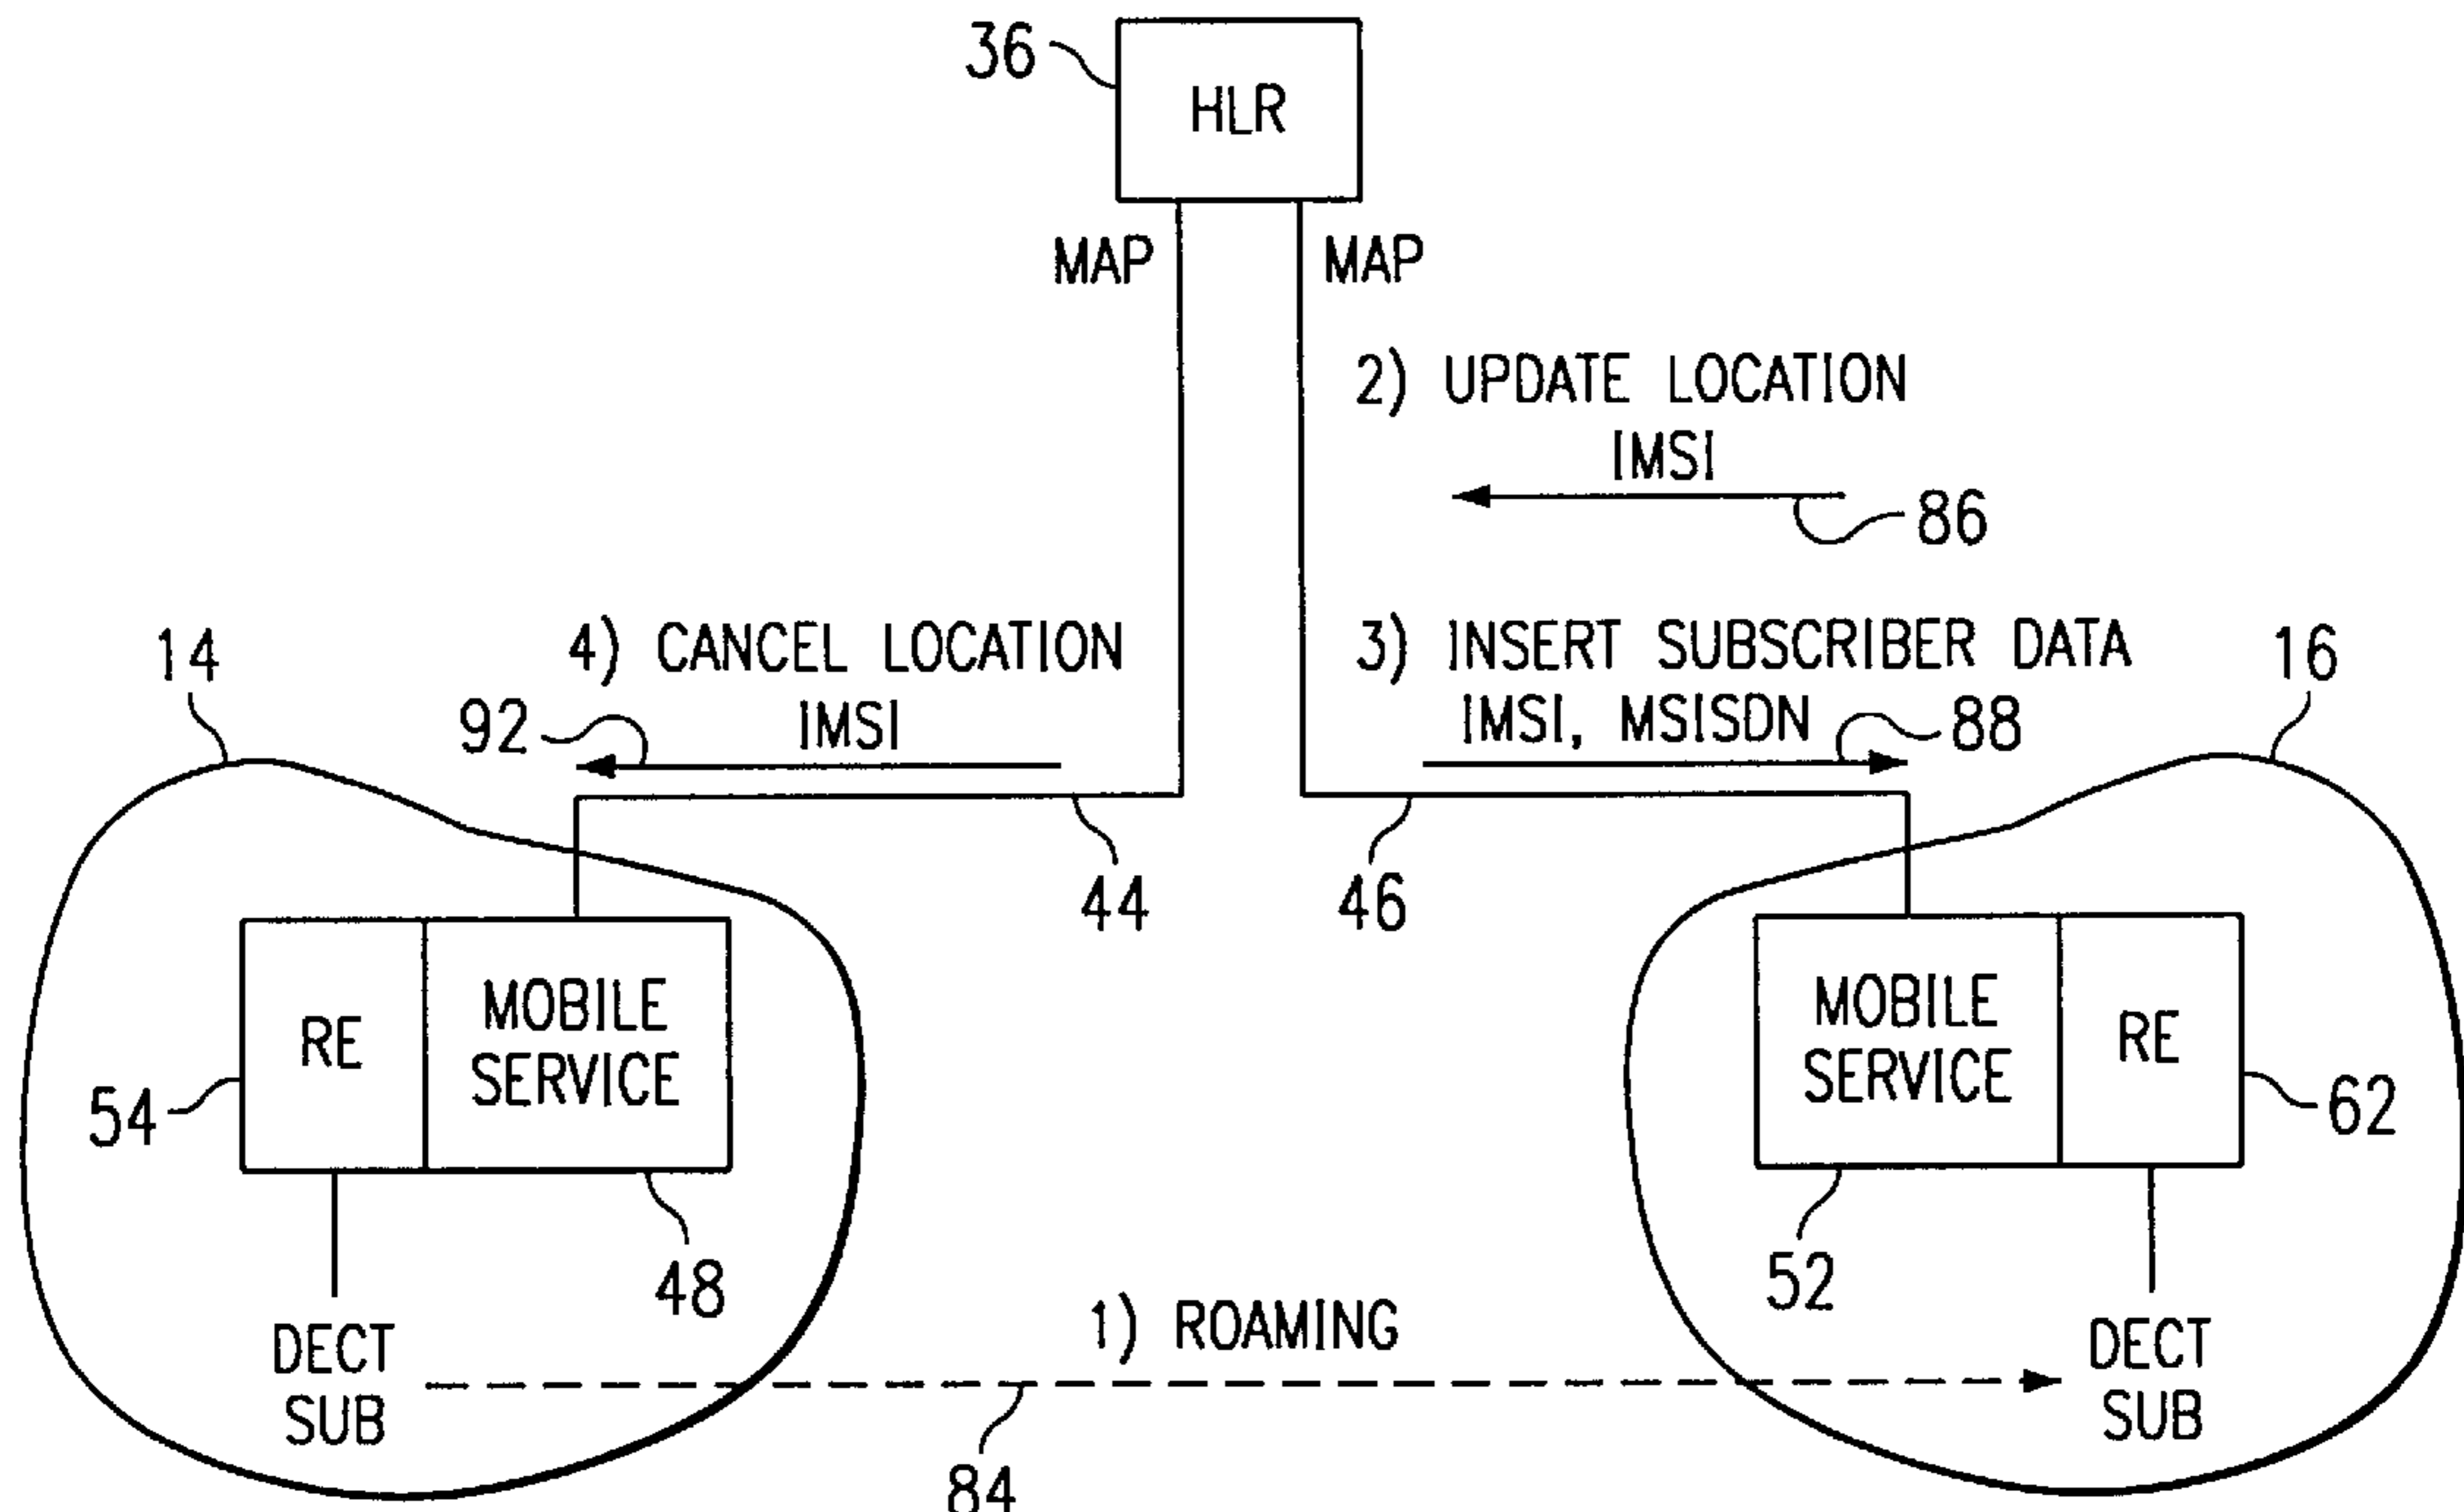 36
HLR
MAP
MAP
2) UPDATE LOCATION
IMSI
86
14
4) CANCEL LOCATION
IMSI
92
3) INSERT SUBSCRIBER DATA
IMSI, MSISDN
88
16
44
46
RE
MOBILE
SERVICE
54
48
MOBILE
SERVICE
RE
62
52
DECT
SUB
1) ROAMING
84
DECT
SUB